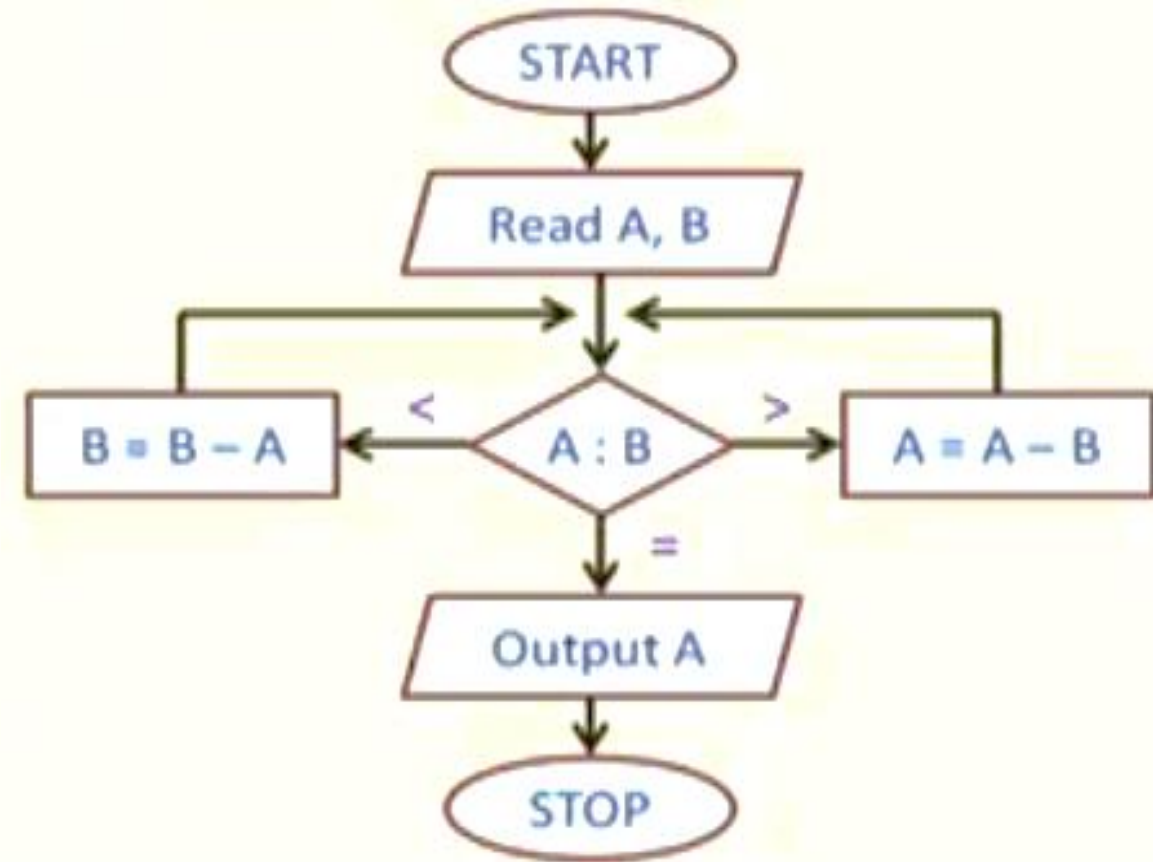 START
Read A, B
<
>
B = B – A
A : B
A = A – B
=
Output A
STOP